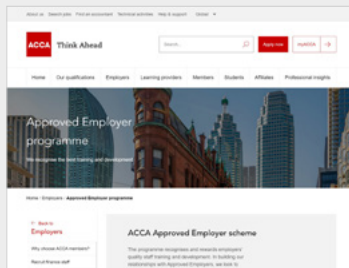 About us Search jobs Find an accountant Technical activities Help & support Global
ACCA Think Ahead
Search...
Apply now
myACCA
Home Our qualifications Employers Learning providers Members Students Affiliates Professional insights
Approved Employer
programme
We recognise the best training and development
Home / Employers / Approved Employer programme
Back to
Employers
Why choose ACCA members?
Recruit finance staff
ACCA Approved Employer scheme
The programme recognises and rewards employers'
quality staff training and development. In building our
relationships with Approved Employers, we look to